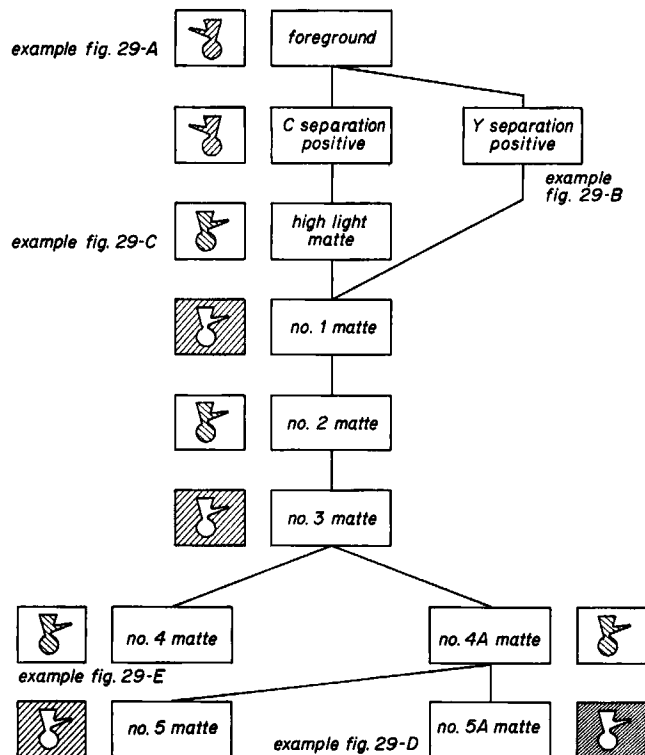 example fig. 29-A
foreground
C separation
positive
Y separation
positive
example
fig. 29-B
example fig. 29-C
high light
matte
no. 1 matte
no. 2 matte
no. 3 matte
no. 4 matte
no. 4A matte
example fig. 29-E
no. 5 matte
example fig. 29-D
no. 5A matte